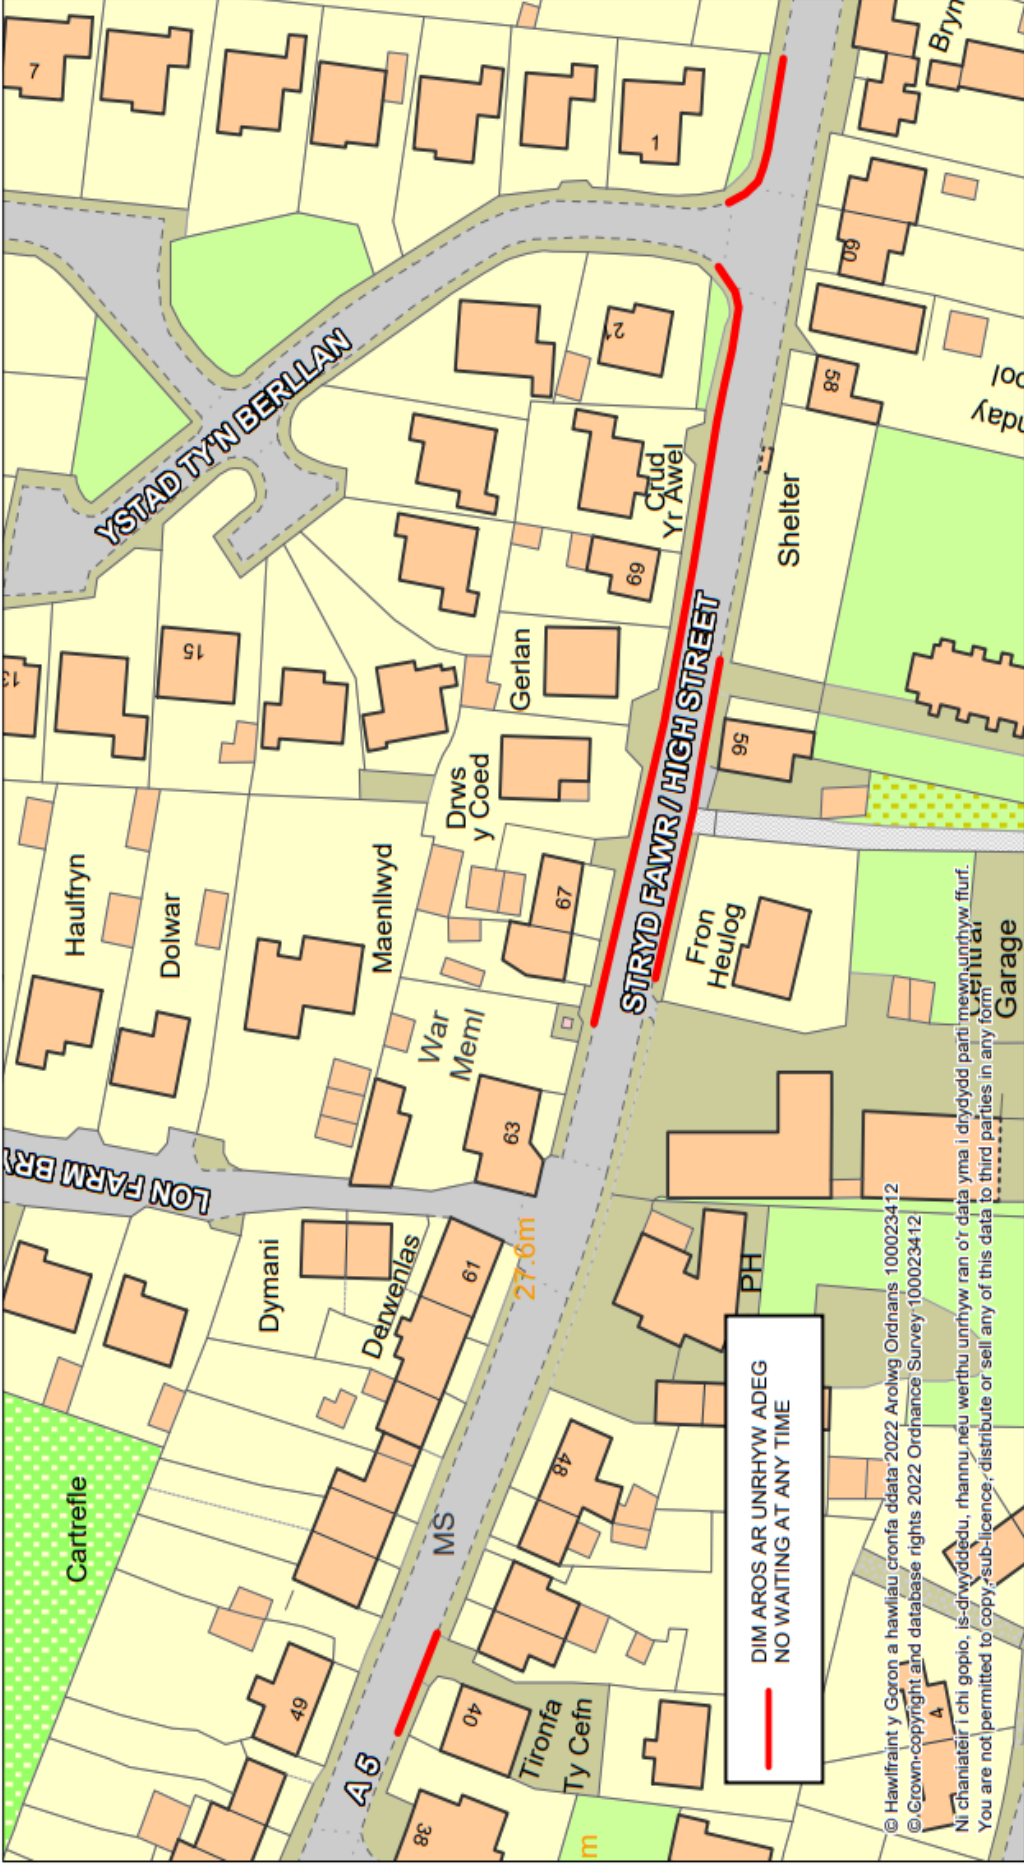 7
1
Bryn
60
21
58
YSTAD TY'N BERLLAN
Crud
Yr Awel
Shelter
69
15
13
Gerlan
56
STRYD FAWR / HIGH STREET
Drws
y Coed
Haulfryn
Dolwar
Maenllwyd
67
Fron
Heulog
Central
Garage
War
Meml
63
LON FARM BRY
27.6m
61
Dymani
Derwenlas
PH
48
Cartrefle
MS
49
40
Tironfa
Ty Cefn
A 5
38
4
m
DIM AROS AR UNRHYW ADEG
NO WAITING AT ANY TIME
© Hawlfraint y Goron a hawliau cronfa ddata 2022 Arolwg Ordnans 100023412
© Crown copyright and database rights 2022 Ordnance Survey 100023412
Ni chaniateir i chi gopio, is-drwyddedu, rhannu neu werthu unrhyw ran o'r data yma i drydydd parti mewn unrhyw ffurf.
You are not permitted to copy, sub-licence, distribute or sell any of this data to third parties in any form